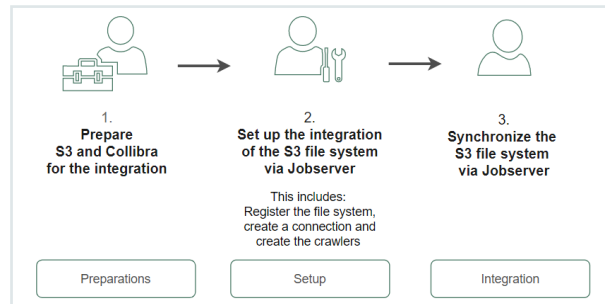 1.
Prepare
S3 and Collibra
for the integration
2.
Set up the integration
of the S3 file system
via Jobserver
This includes:
Register the file system,
create a connection and
create the crawlers
3.
Synchronize the
S3 file system
via Jobserver
Preparations
Setup
Integration